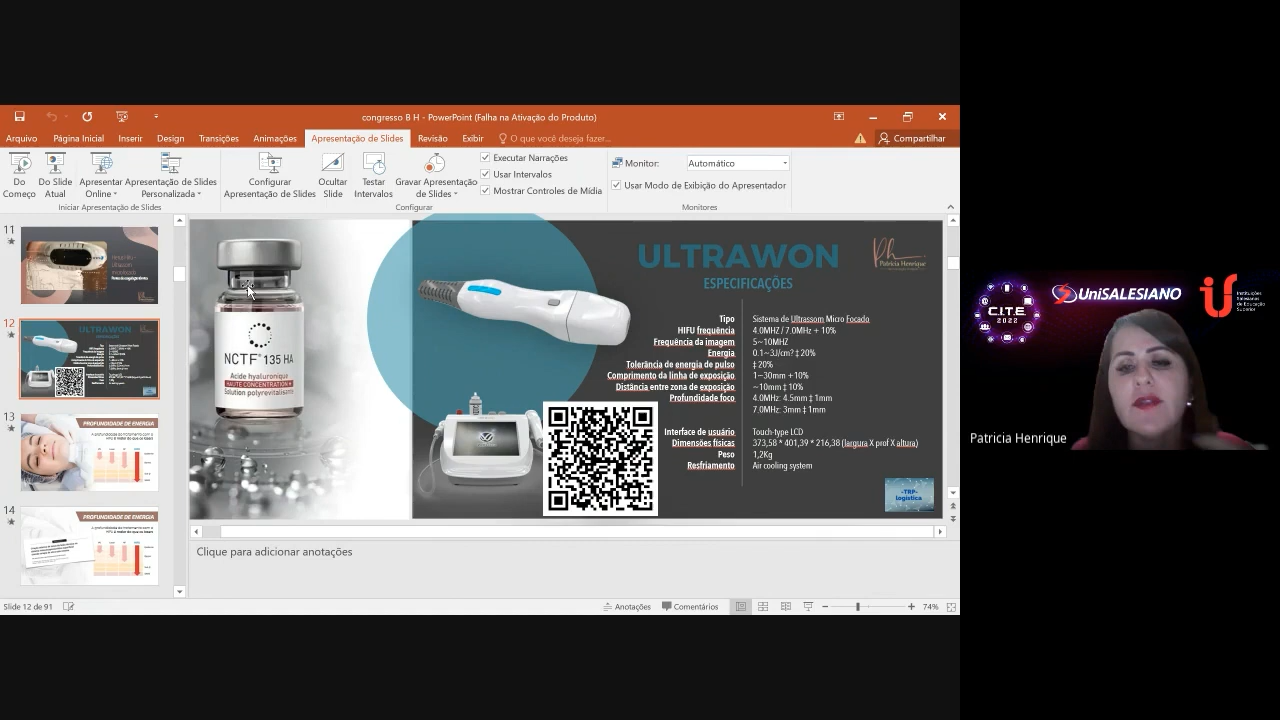 congresso B H - PowerPoint (Falha na Ativação do Produto)
Arquivo
Página Inicial
Inserir
Design
Transições
Animações
Apresentação de Slides
Revisão
Exibir
O que você deseja fazer...
Compartilhar
Do Começo
Do Slide Atual
Apresentar Online
Apresentação de Slides Personalizada
Configurar Apresentação de Slides
Ocultar Slide
Testar Intervalos
Gravar Apresentação de Slides
Executar Narrações
Usar Intervalos
Mostrar Controles de Mídia
Monitor:
Automático
Usar Modo de Exibição do Apresentador
Iniciar Apresentação de Slides
Configurar
Monitores
11
12
ULTRAWON
13
PROFUNDIDADE DE ENERGIA
14
PROFUNDIDADE DE ENERGIA
NCTF® 135 HA
Acide hyaluronique
HAUTE CONCENTRATION
Solution polyrevitalisante
ULTRAWON
ESPECIFICAÇÕES
Ph
Patricia Henrique
Tipo Sistema de Ultrassom Micro Focado
HIFU frequência 4.0MHZ / 7.0MHz + 10%
Frequência da imagem 5~10MHZ
Energia 0.1~3J/cm? ‡ 20%
Tolerância de energia de pulso ‡ 20%
Comprimento da linha de exposição 1~30mm +10%
Distância entre zona de exposição ~10mm ‡ 10%
Profundidade foco 4.0MHz: 4.5mm ‡ 1mm
7.0MHz: 3mm ‡ 1mm
Interface de usuário Touch-type LCD
Dimensões físicas 373,58 * 401,39 * 216,38 (largura X prof X altura)
Peso 1,2Kg
Resfriamento Air cooling system
-TRP-
logística
Clique para adicionar anotações
Slide 12 de 91
Anotações
Comentários
74%
C.I.T.E.
2022
UniSALESIANO
Instituições
Salesianas
de Educação
Superior
Patricia Henrique